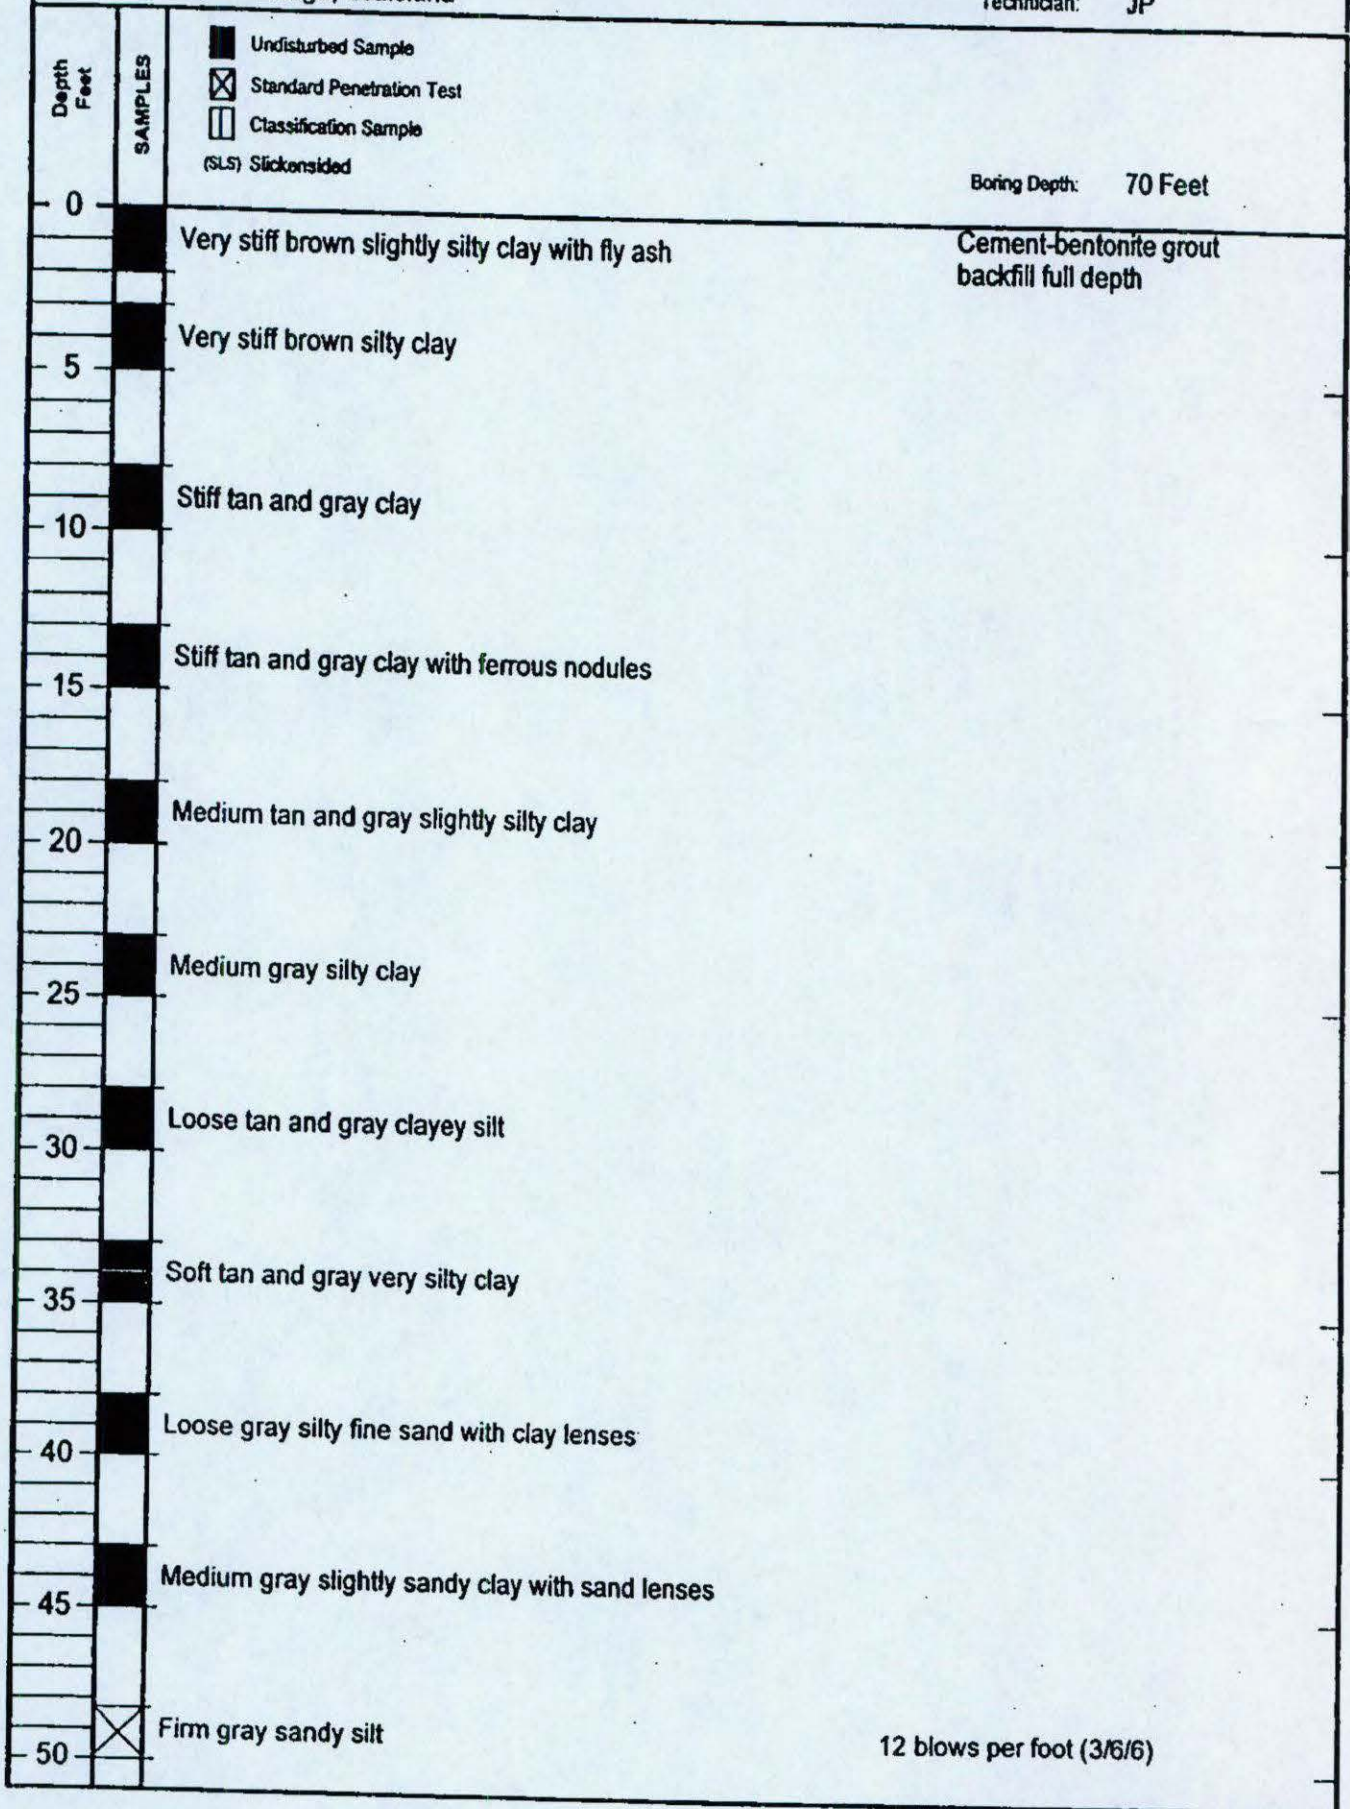 Technician: JP
Depth
Feet
SAMPLES
Undisturbed Sample
Standard Penetration Test
Classification Sample
(SLS) Slickensided
Boring Depth: 70 Feet
0
Very stiff brown slightly silty clay with fly ash
Cement-bentonite grout
backfill full depth
Very stiff brown silty clay
5
Stiff tan and gray clay
10
Stiff tan and gray clay with ferrous nodules
15
Medium tan and gray slightly silty clay
20
Medium gray silty clay
25
Loose tan and gray clayey silt
30
Soft tan and gray very silty clay
35
Loose gray silty fine sand with clay lenses
40
Medium gray slightly sandy clay with sand lenses
45
Firm gray sandy silt
12 blows per foot (3/6/6)
50